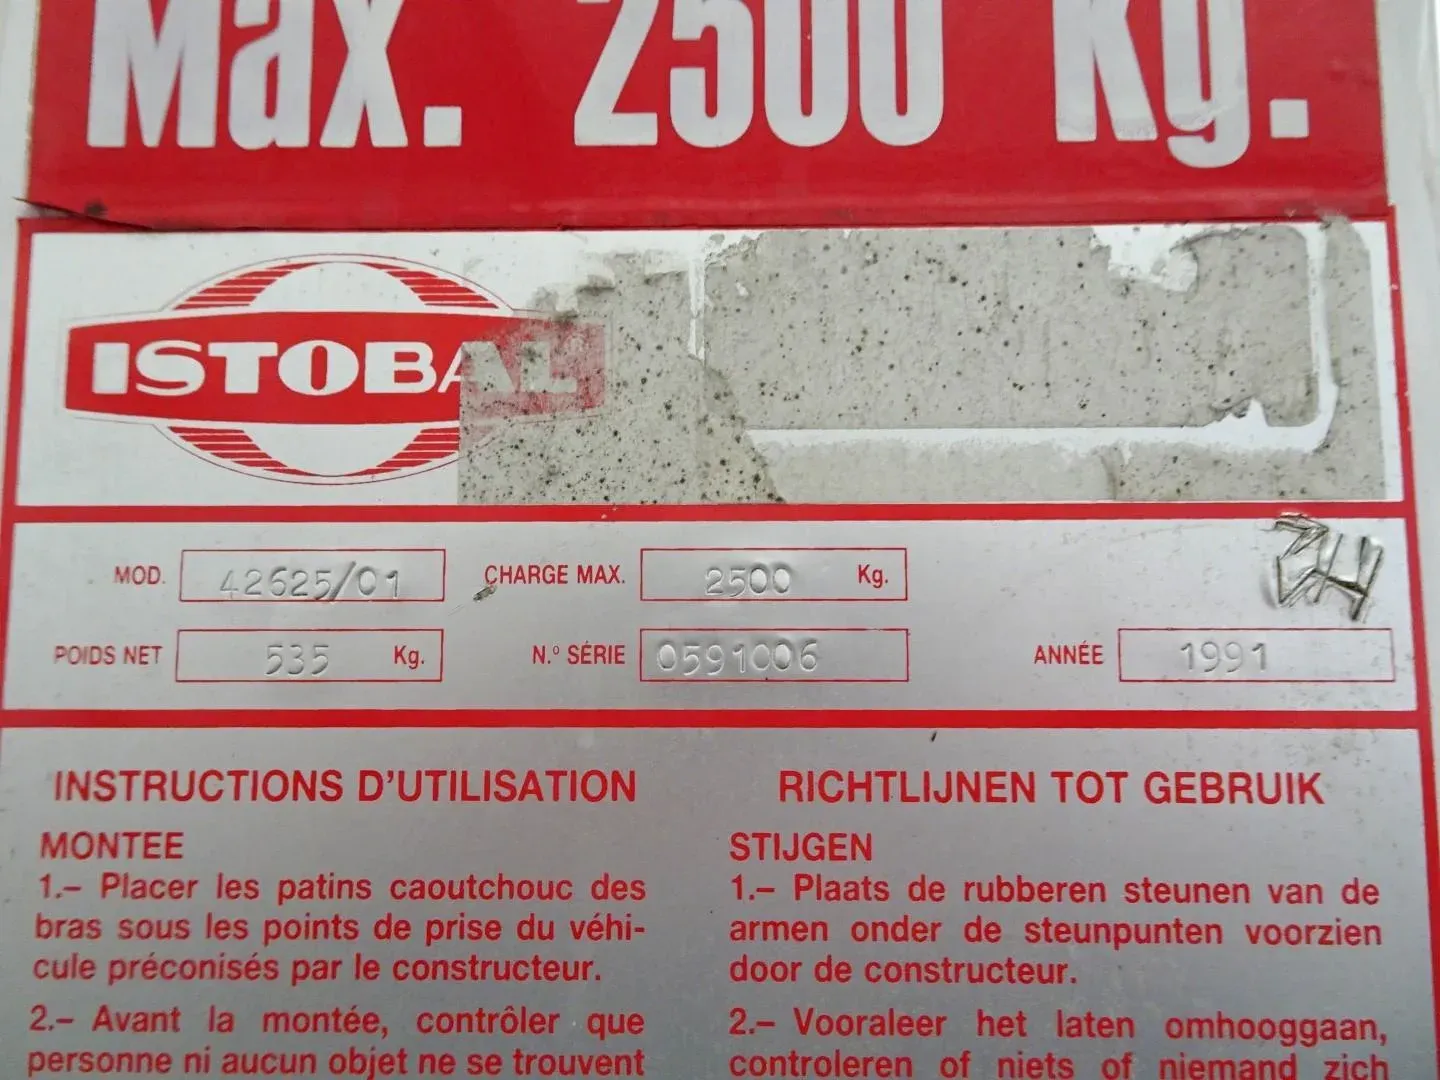 Max. 2500 Kg.
ISTOBAL
MOD. 42625/01 CHARGE MAX. 2500 Kg.
POIDS NET 535 Kg. N.º SÉRIE 0591006 ANNÉE 1991
INSTRUCTIONS D'UTILISATION
MONTEE
1.– Placer les patins caoutchouc des
bras sous les points de prise du véhi-
cule préconisés par le constructeur.
2.– Avant la montée, contrôler que
personne ni aucun objet ne se trouvent
RICHTLIJNEN TOT GEBRUIK
STIJGEN
1.– Plaats de rubberen steunen van de
armen onder de steunpunten voorzien
door de constructeur.
2.– Vooraleer het laten omhooggaan,
controleren of niets of niemand zich